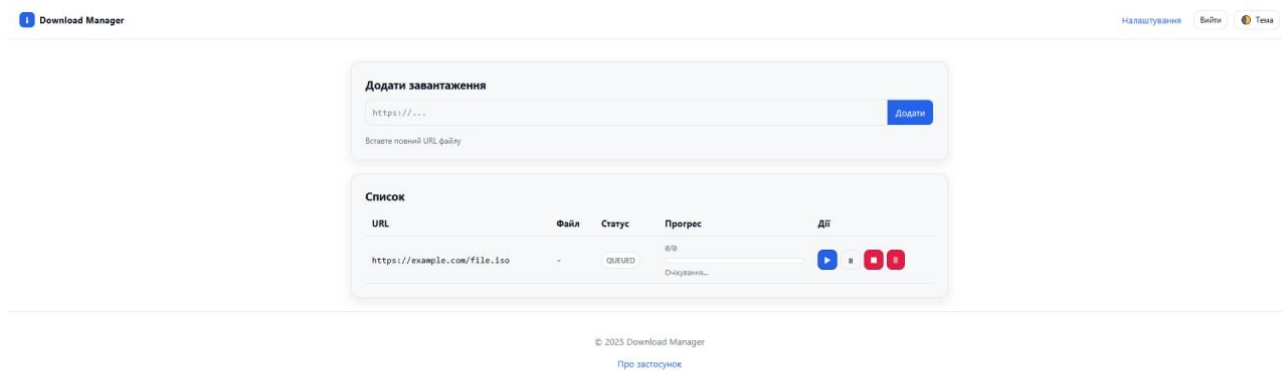 Download Manager
Налаштування Вийти Тема
Додати завантаження
https://... Додати
Вставте повний URL файлу
Список
URL Файл Статус Прогрес Дії
0/0
https://example.com/file.iso - QUEUED
Очікування...
© 2025 Download Manager
Про застосунок